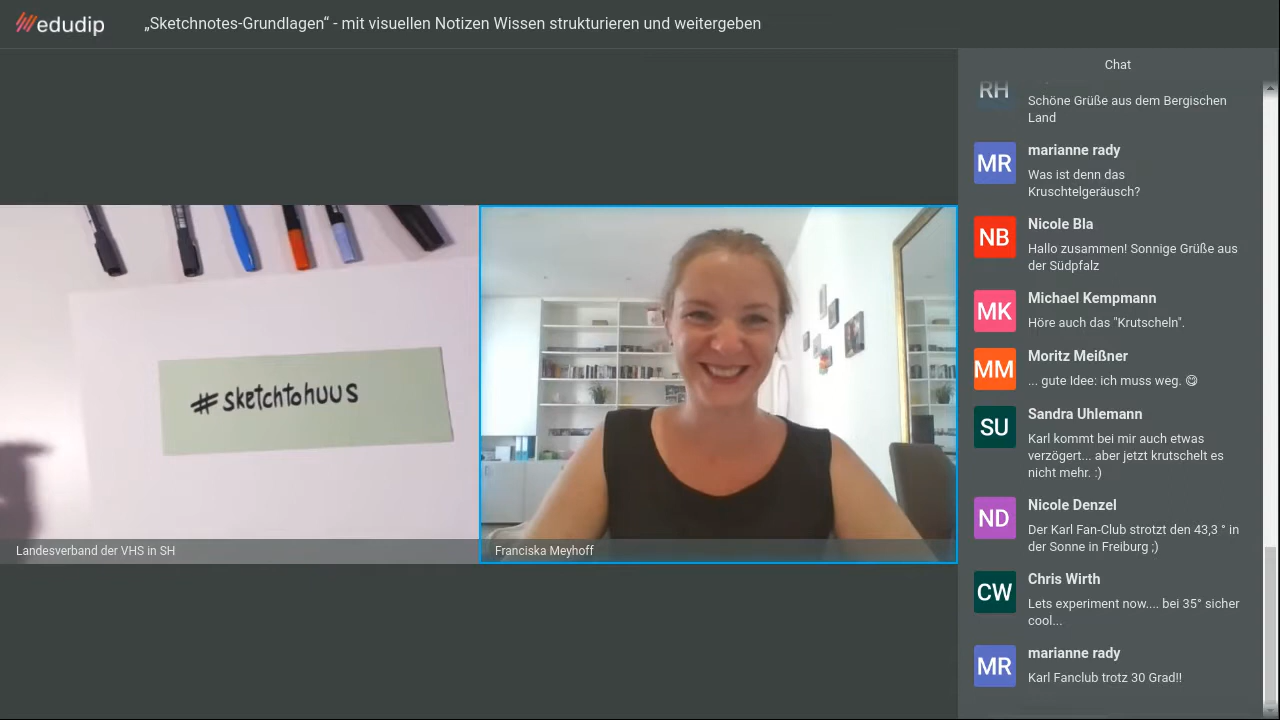 edudip
„Sketchnotes-Grundlagen“ - mit visuellen Notizen Wissen strukturieren und weitergeben
#sketchtohuus
Landesverband der VHS in SH
Franciska Meyhoff
Chat
RH
Schöne Grüße aus dem Bergischen
Land
MR
marianne rady
Was ist denn das
Kruschtelgeräusch?
NB
Nicole Bla
Hallo zusammen! Sonnige Grüße aus
der Südpfalz
MK
Michael Kempmann
Höre auch das "Krutscheln".
MM
Moritz Meißner
... gute Idee: ich muss weg. 😋
SU
Sandra Uhlemann
Karl kommt bei mir auch etwas
verzögert... aber jetzt krutschelt es
nicht mehr. :)
ND
Nicole Denzel
Der Karl Fan-Club strotzt den 43,3 ° in
der Sonne in Freiburg ;)
CW
Chris Wirth
Lets experiment now.... bei 35° sicher
cool...
MR
marianne rady
Karl Fanclub trotz 30 Grad!!